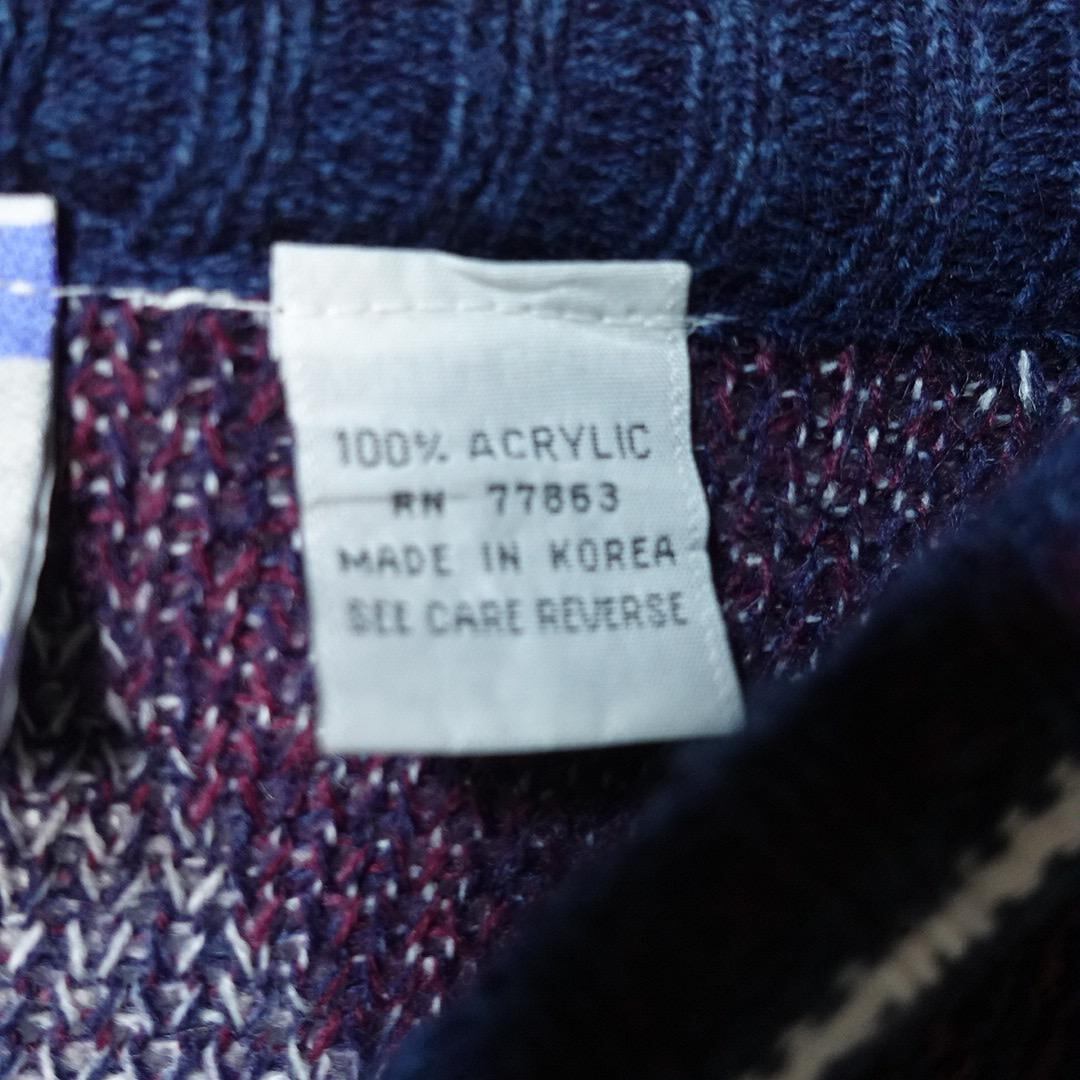 100% ACRYLIC
RN 77863
MADE IN KOREA
SEE CARE REVERSE